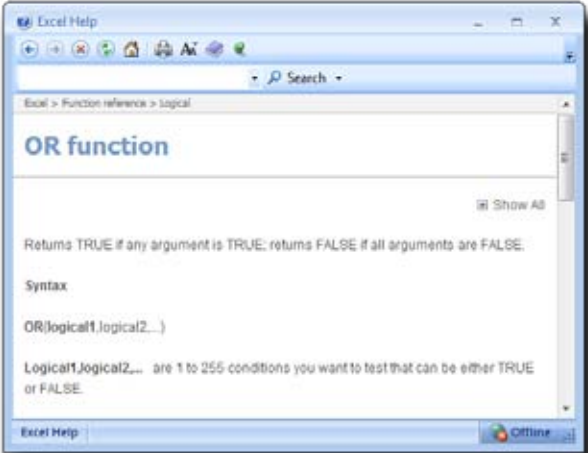 Excel Help
Search
Excel > Function reference > Logical
OR function
Show All
Returns TRUE if any argument is TRUE; returns FALSE if all arguments are FALSE.
Syntax
OR(logical1,logical2,...)
Logical1,logical2,... are 1 to 255 conditions you want to test that can be either TRUE
or FALSE.
Excel Help
Offline